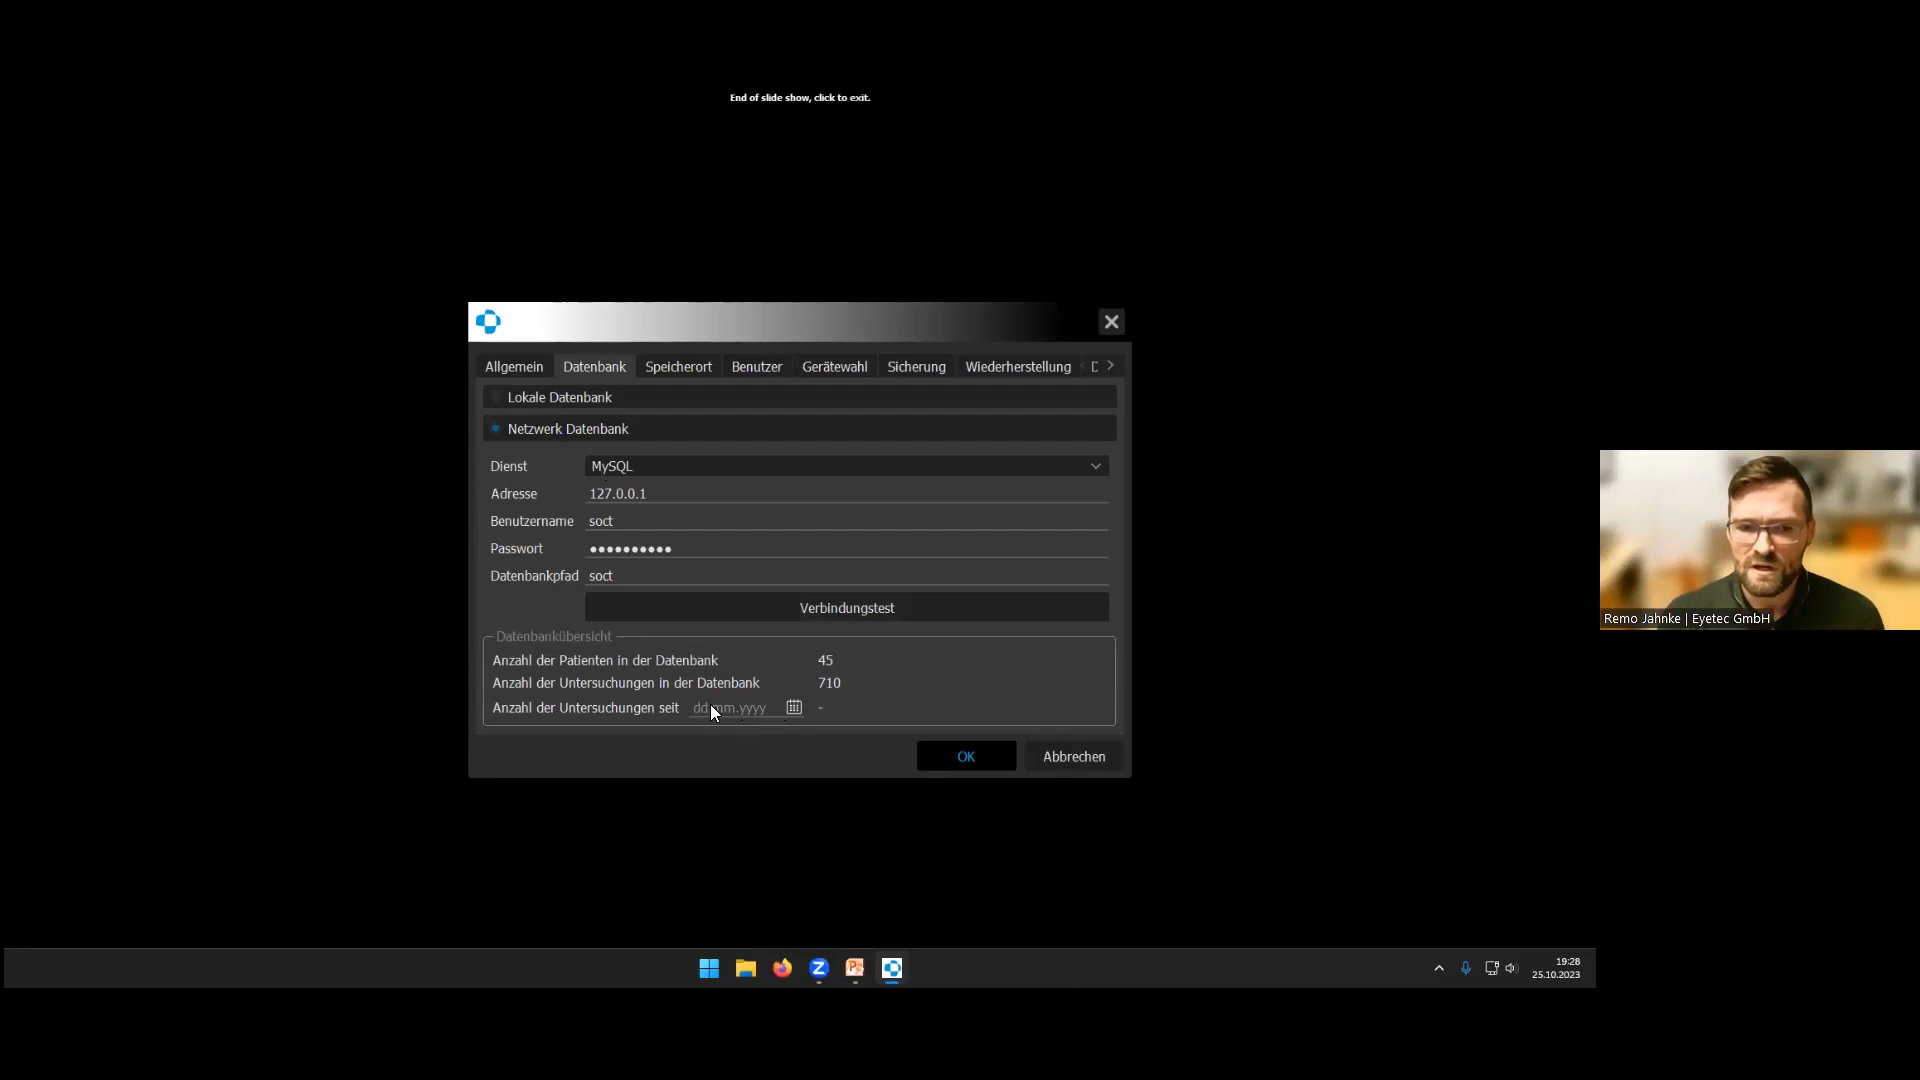 End of slide show, click to exit.
Allgemein Datenbank Speicherort Benutzer Gerätewahl Sicherung Wiederherstellung
Lokale Datenbank
Netzwerk Datenbank
Dienst MySQL
Adresse 127.0.0.1
Benutzername soct
Passwort ●●●●●●●●●●
Datenbankpfad soct
Verbindungstest
Datenbankübersicht
Anzahl der Patienten in der Datenbank 45
Anzahl der Untersuchungen in der Datenbank 710
Anzahl der Untersuchungen seit dd.mm.yyyy -
OK Abbrechen
Remo Jahnke | Eyetec GmbH
19:28
25.10.2023